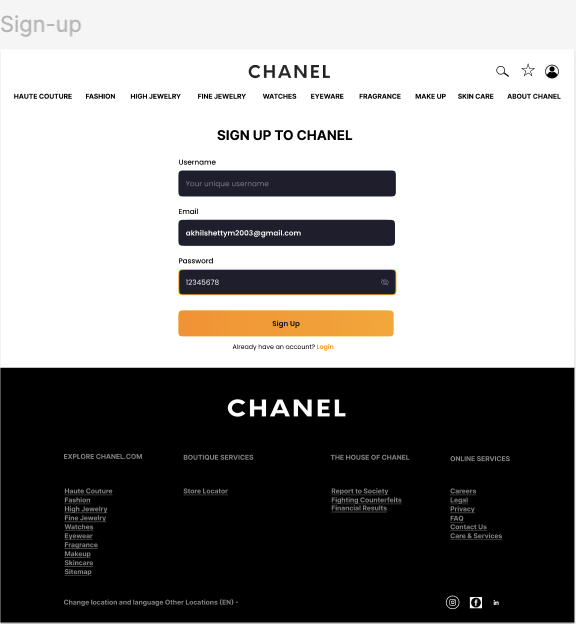 Sign-up
CHANEL
HAUTE COUTURE FASHION HIGH JEWELRY FINE JEWELRY WATCHES EYEWARE FRAGRANCE MAKE UP SKIN CARE ABOUT CHANEL
SIGN UP TO CHANEL
Username
Your unique username
Email
akhilshettym2003@gmail.com
Password
12345678
Sign Up
Already have an account? Login
CHANEL
EXPLORE CHANEL.COM
Haute Couture
Fashion
High Jewelry
Fine Jewelry
Watches
Eyewear
Fragrance
Makeup
Skincare
Sitemap
BOUTIQUE SERVICES
Store Locator
THE HOUSE OF CHANEL
Report to Society
Fighting Counterfeits
Financial Results
ONLINE SERVICES
Careers
Legal
Privacy
FAQ
Contact Us
Care & Services
Change location and language Other Locations (EN) -
in